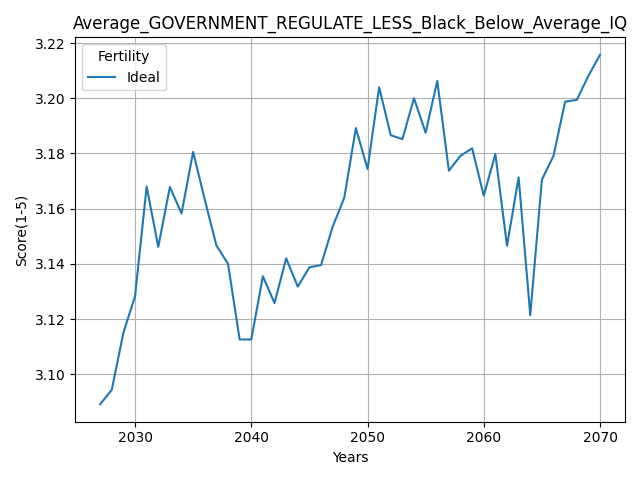 Average_GOVERNMENT_REGULATE_LESS_Black_Below_Average_IQ
Fertility
Ideal
3.22
3.20
3.18
3.16
3.14
3.12
3.10
Score(1-5)
2030 2040 2050 2060 2070
Years